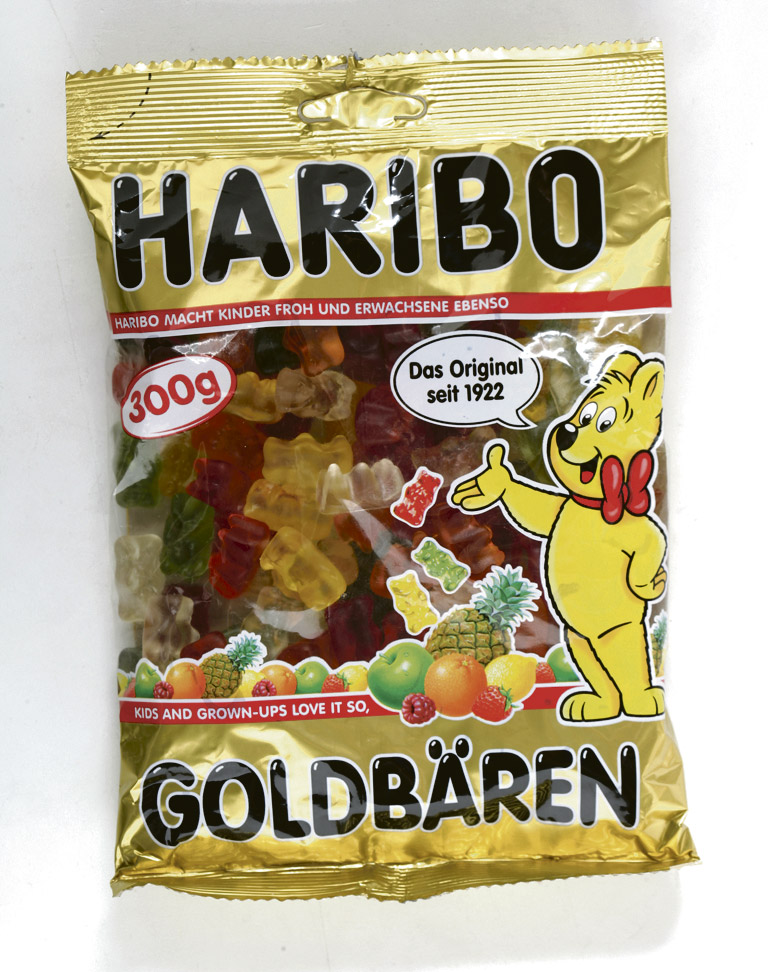 HARIBO
HARIBO MACHT KINDER FROH UND ERWACHSENE EBENSO
300g
Das Original
seit 1922
KIDS AND GROWN-UPS LOVE IT SO,
GOLDBÄREN